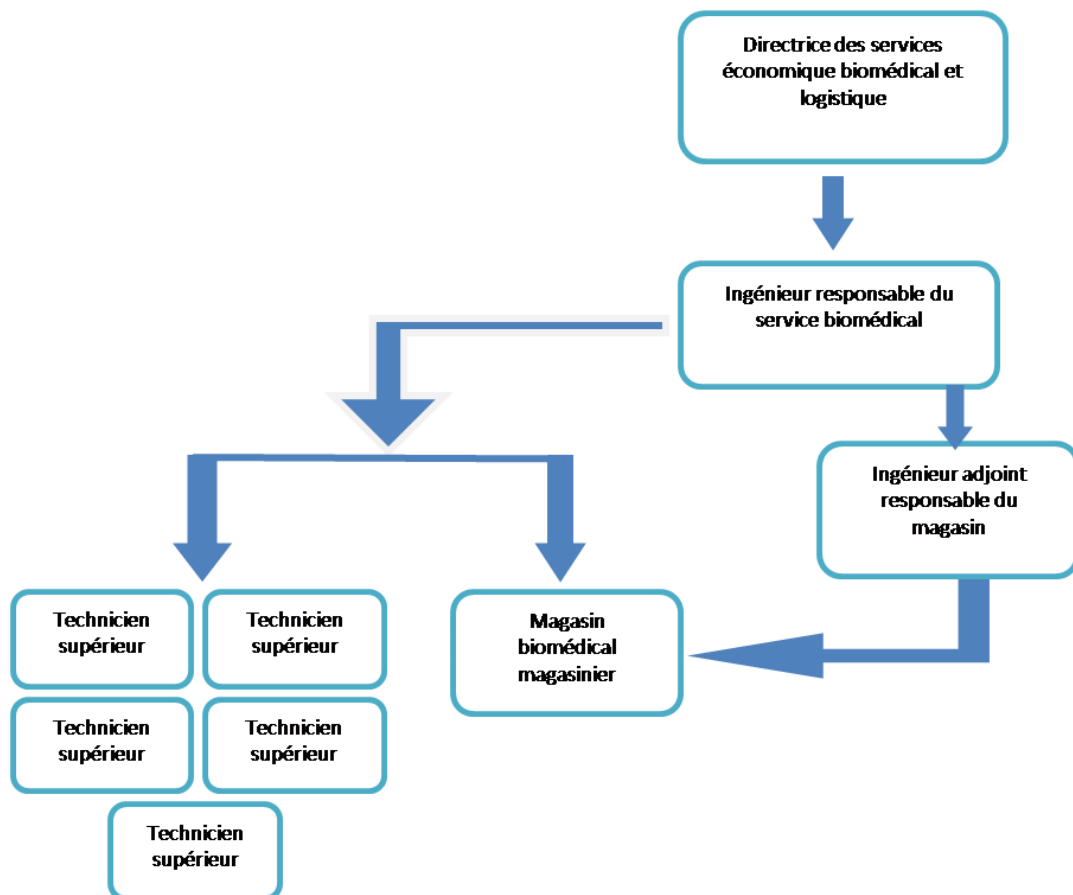 Directrice des services
économique biomédical et
logistique
Ingénieur responsable du
service biomédical
Ingénieur adjoint
responsable du
magasin
Technicien
supérieur
Technicien
supérieur
Magasin
biomédical
magasinier
Technicien
supérieur
Technicien
supérieur
Technicien
supérieur